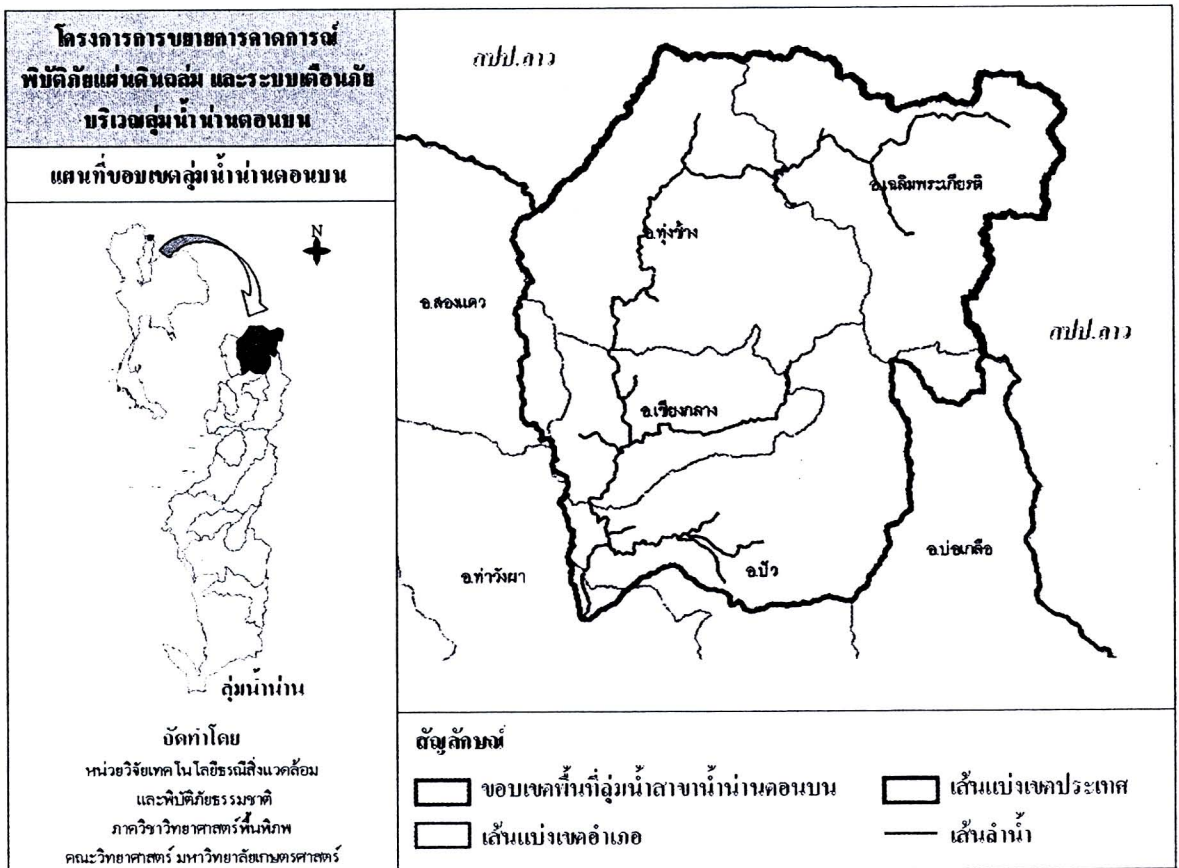 โครงการการขยายการคาดการณ์
พิบัติภัยแผ่นดินถล่ม และระบบเตือนภัย
บริเวณลุ่มน้ำน่านตอนบน
แผนที่ขอบเขตลุ่มน้ำน่านตอนบน
N
ลุ่มน้ำน่าน
จัดทำโดย
หน่วยวิจัยเทคโนโลยีธรณีสิ่งแวดล้อม
และพิบัติภัยธรรมชาติ
ภาควิชาวิทยาศาสตร์พื้นพิภพ
คณะวิทยาศาสตร์ มหาวิทยาลัยเกษตรศาสตร์
สปป.ลาว
อ.เฉลิมพระเกียรติ
อ.ทุ่งช้าง
อ.สองแคว
สปป.ลาว
อ.เชียงกลาง
อ.บ่อเกลือ
อ.ปัว
อ.ท่าวังผา
สัญลักษณ์
ขอบเขตพื้นที่ลุ่มน้ำสาขาน้ำน่านตอนบน
เส้นแบ่งเขตประเทศ
เส้นแบ่งเขตอำเภอ
เส้นลำน้ำ